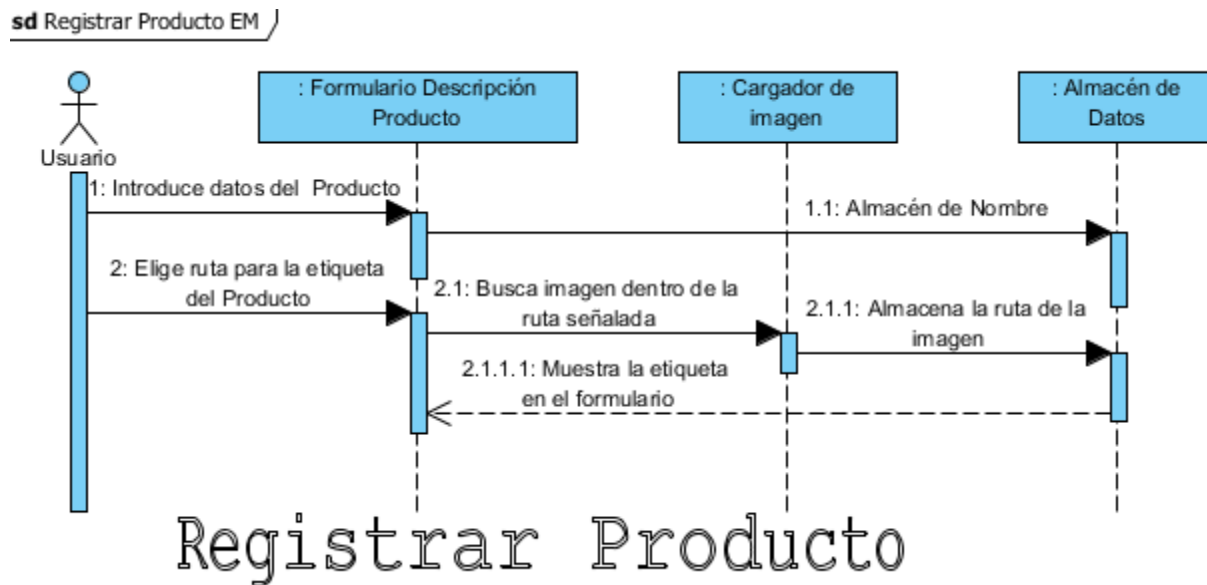 sd Registrar Producto EM
Usuario
: Formulario Descripción
Producto
: Cargador de
imagen
: Almacén de
Datos
1: Introduce datos del  Producto
1.1: Almacén de Nombre
2: Elige ruta para la etiqueta
del Producto
2.1: Busca imagen dentro de la
ruta señalada
2.1.1: Almacena la ruta de la
imagen
2.1.1.1: Muestra la etiqueta
en el formulario
Registrar Producto